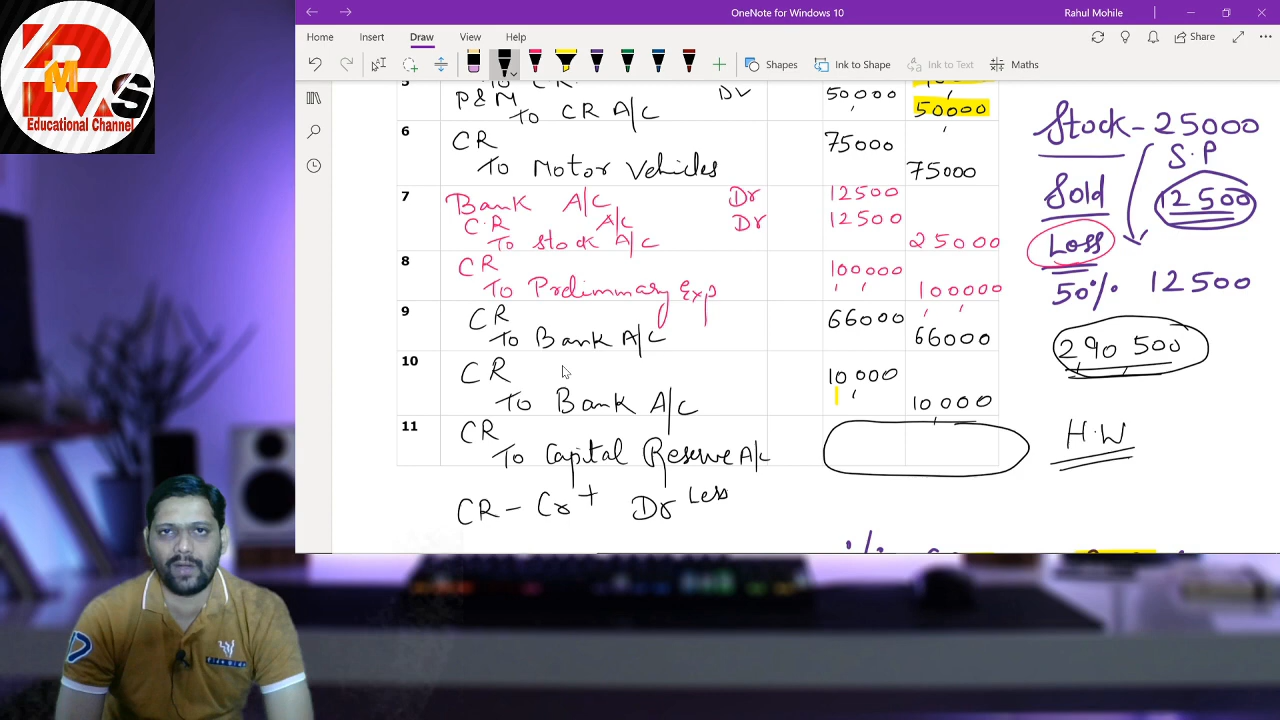 R
M
S
Educational Channel
OneNote for Windows 10
Rahul Mohile
Home Insert Draw View Help
Share
Shapes
Ink to Shape
Ink to Text
Maths
P&M Dr 50000
To CR A/C 50000
6 CR 75000
To Motor Vehicles 75000
7 Bank A/C Dr 12500
C.R A/C Dr 12500
To stock A/C 25000
8 CR 100000
To Preliminary Exp 100000
9 CR 66000
To Bank A/C 66000
10 CR 10000
To Bank A/C 10000
11 CR
To Capital Reserve A/c
CR - Cr + Dr Less
Stock - 25000
S.P
Sold 12500
Loss
50% 12500
290 500
H.W